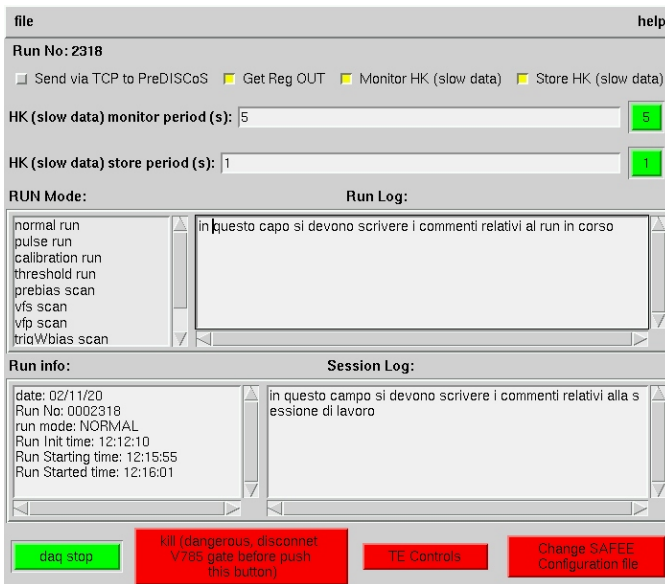 file help
Run No: 2318
Send via TCP to PreDISCoS Get Reg OUT Monitor HK (slow data) Store HK (slow data)
HK (slow data) monitor period (s): 5 5
HK (slow data) store period (s): 1 1
RUN Mode: Run Log:
normal run
pulse run
calibration run
threshold run
prebias scan
vfs scan
vfp scan
trigWbias scan
in questo capo si devono scrivere i commenti relativi al run in corso
Run info: Session Log:
date: 02/11/20
Run No: 0002318
run mode: NORMAL
Run Init time: 12:12:10
Run Starting time: 12:15:55
Run Started time: 12:16:01
in questo campo si devono scrivere i commenti relativi alla s
essione di lavoro
daq stop
kill (dangerous, disconnet
V785 gate before push
this button)
TE Controls
Change SAFEE
Configuration file